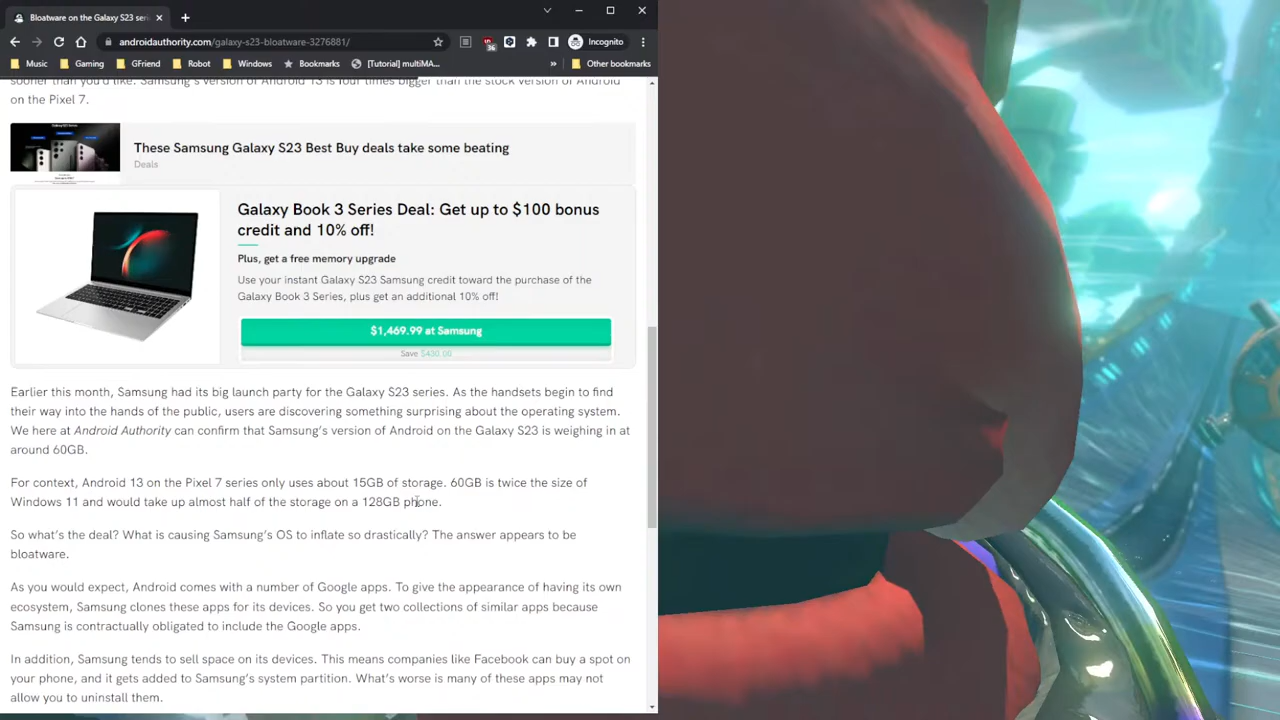 Bloatware on the Galaxy S23 seri
androidauthority.com/galaxy-s23-bloatware-3276881/
36
Incognito
Music
Gaming
GFriend
Robot
Windows
Bookmarks
[Tutorial] multiMA...
»
Other bookmarks
sooner than you'd like. Samsung's version of Android 13 is four times bigger than the stock version of Android
on the Pixel 7.
These Samsung Galaxy S23 Best Buy deals take some beating
Deals
Galaxy Book 3 Series Deal: Get up to $100 bonus
credit and 10% off!
Plus, get a free memory upgrade
Use your instant Galaxy S23 Samsung credit toward the purchase of the
Galaxy Book 3 Series, plus get an additional 10% off!
$1,469.99 at Samsung
Save $430.00
Earlier this month, Samsung had its big launch party for the Galaxy S23 series. As the handsets begin to find
their way into the hands of the public, users are discovering something surprising about the operating system.
We here at Android Authority can confirm that Samsung's version of Android on the Galaxy S23 is weighing in at
around 60GB.
For context, Android 13 on the Pixel 7 series only uses about 15GB of storage. 60GB is twice the size of
Windows 11 and would take up almost half of the storage on a 128GB phone.
So what's the deal? What is causing Samsung's OS to inflate so drastically? The answer appears to be
bloatware.
As you would expect, Android comes with a number of Google apps. To give the appearance of having its own
ecosystem, Samsung clones these apps for its devices. So you get two collections of similar apps because
Samsung is contractually obligated to include the Google apps.
In addition, Samsung tends to sell space on its devices. This means companies like Facebook can buy a spot on
your phone, and it gets added to Samsung's system partition. What's worse is many of these apps may not
allow you to uninstall them.